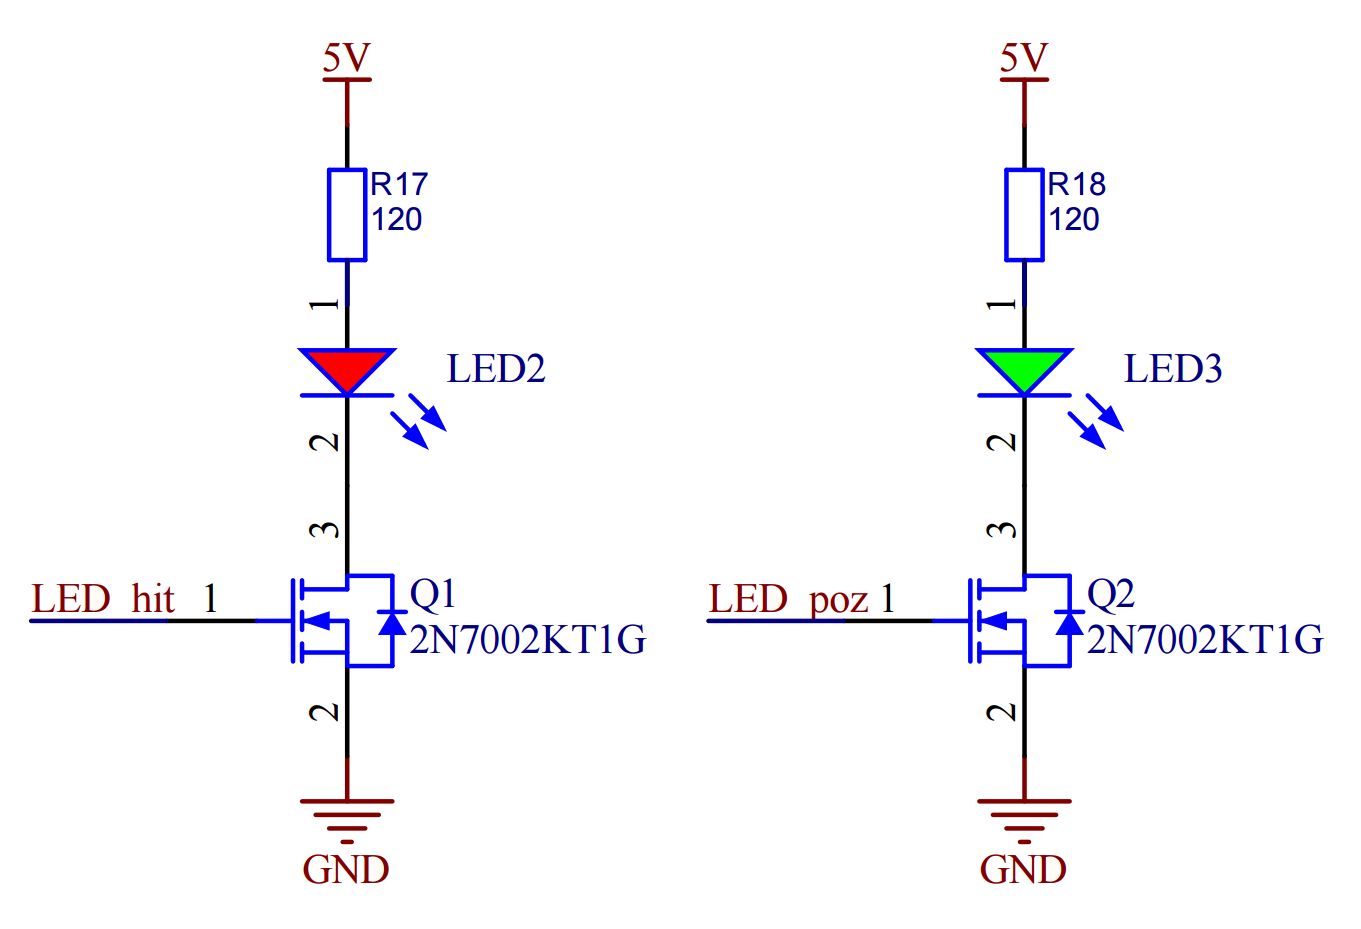 5V
R17
120
1
LED2
2
3
LED_hit 1
Q1
2N7002KT1G
2
GND
5V
R18
120
1
LED3
2
3
LED_poz 1
Q2
2N7002KT1G
2
GND